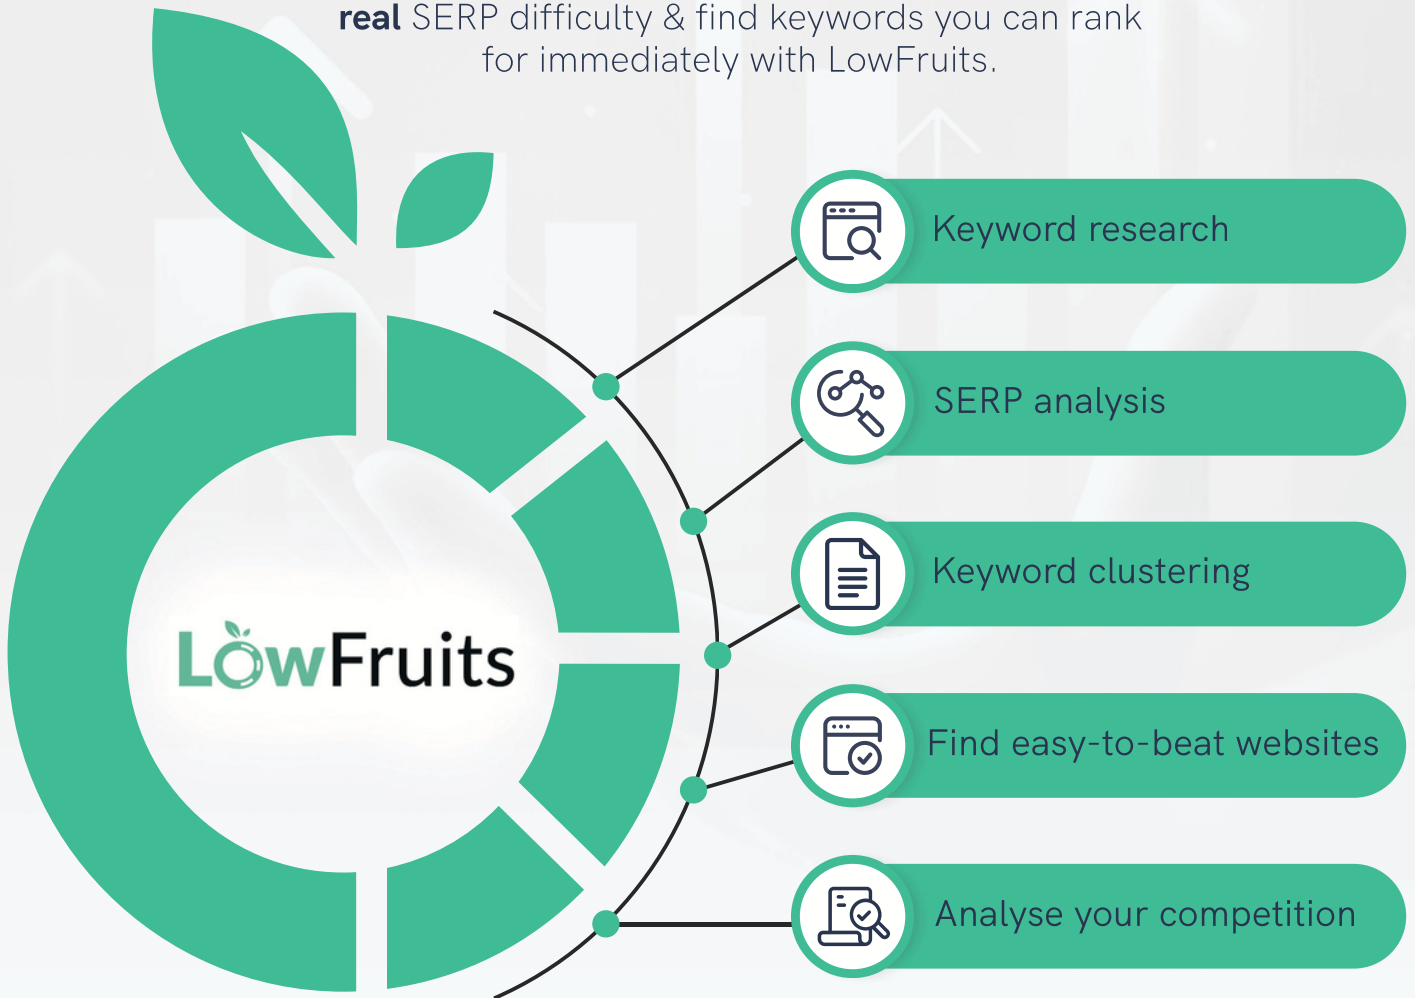 real SERP difficulty & find keywords you can rank
for immediately with LowFruits.
Keyword research
SERP analysis
Keyword clustering
LowFruits
Find easy-to-beat websites
Analyse your competition